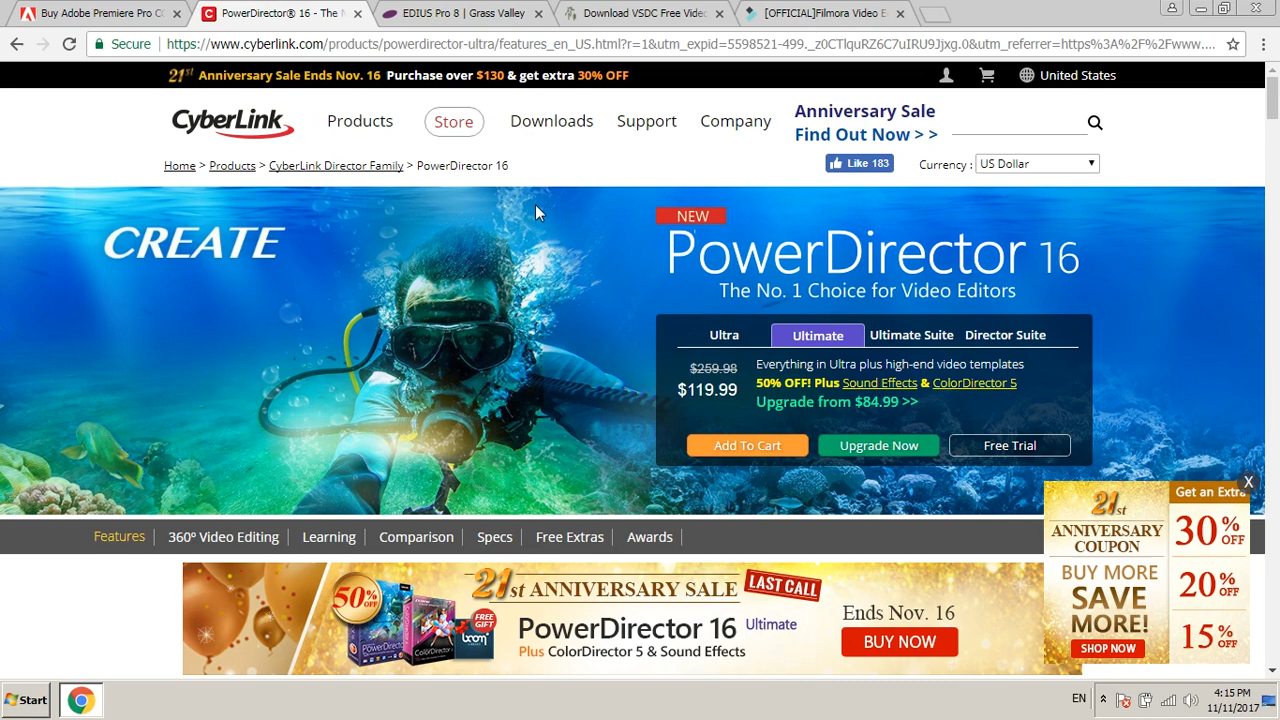 Buy Adobe Premiere Pro CC
PowerDirector® 16 - The
EDIUS Pro 8 | Grass Valley
Download VSDC Free Video
[OFFICIAL]Filmora Video E
Secure
https://www.cyberlink.com/products/powerdirector-ultra/features_en_US.html?r=1&utm_expid=5598521-499._z0CTlquRZ6C7uIRU9Jjxg.0&utm_referrer=https%3A%2F%2Fwww....
21st Anniversary Sale Ends Nov. 16 Purchase over $130 & get extra 30% OFF
United States
CyberLink
Products
Store
Downloads
Support
Company
Anniversary Sale
Find Out Now > >
Home > Products > CyberLink Director Family > PowerDirector 16
Like 183
Currency :
US Dollar
CREATE
NEW
PowerDirector 16
The No. 1 Choice for Video Editors
Ultra
Ultimate
Ultimate Suite
Director Suite
$259.98
$119.99
Everything in Ultra plus high-end video templates
50% OFF! Plus Sound Effects & ColorDirector 5
Upgrade from $84.99 >>
Add To Cart
Upgrade Now
Free Trial
X
21st
ANNIVERSARY
COUPON
BUY MORE
SAVE
MORE!
SHOP NOW
Get an Extra
30% OFF
20% OFF
15% OFF
Features
360º Video Editing
Learning
Comparison
Specs
Free Extras
Awards
50% OFF
FREE GIFT
21st ANNIVERSARY SALE
LAST CALL
PowerDirector 16 Ultimate
Plus ColorDirector 5 & Sound Effects
Ends Nov. 16
BUY NOW
Start
EN
4:15 PM
11/11/2017